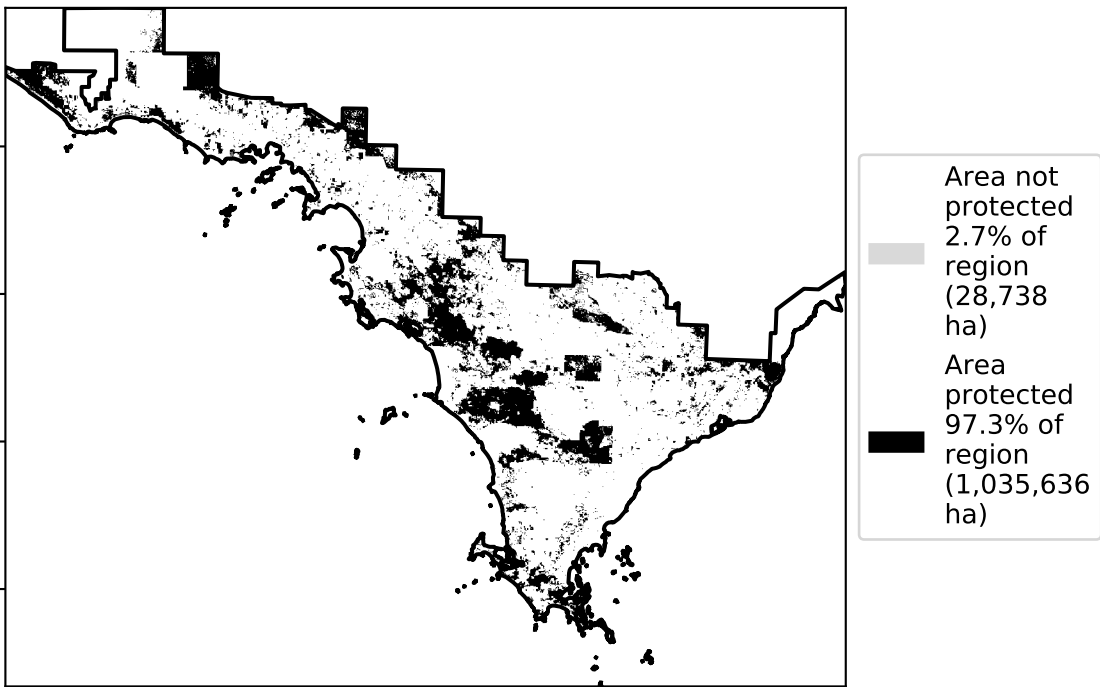 Area not
protected
2.7% of
region
(28,738
ha)
Area
protected
97.3% of
region
(1,035,636
ha)